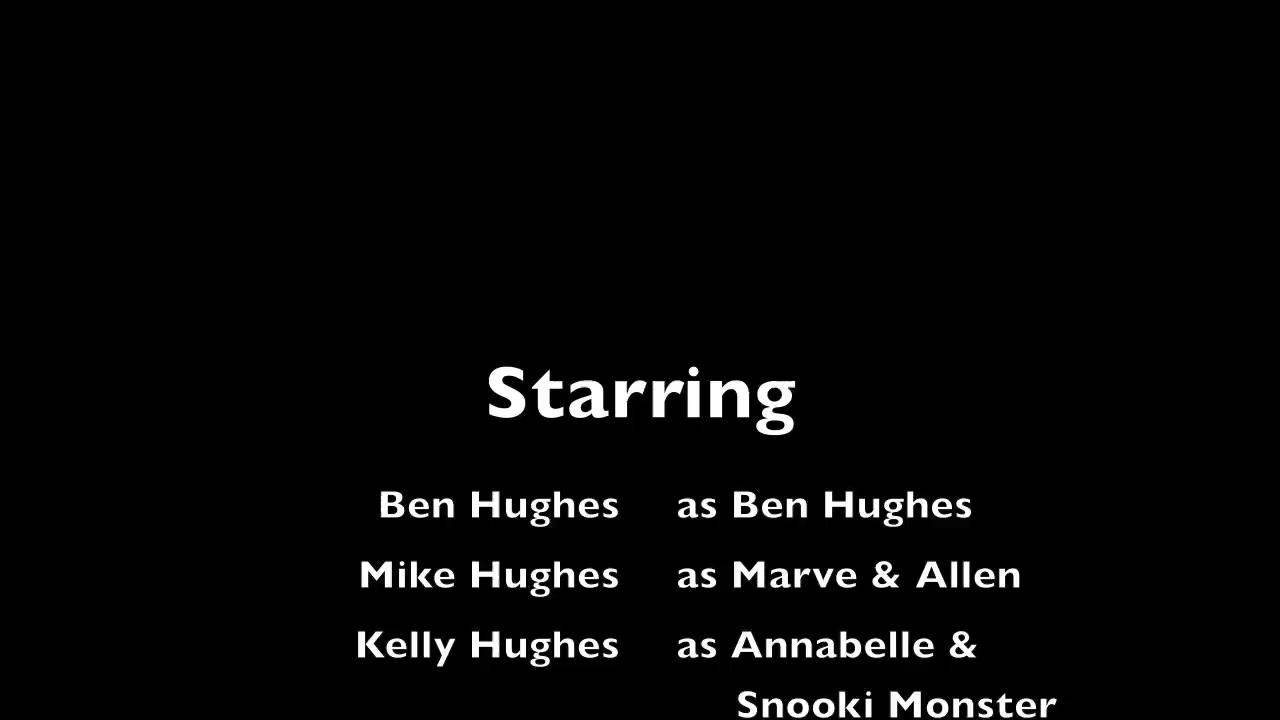 Starring
Ben Hughes as Ben Hughes
Mike Hughes as Marve & Allen
Kelly Hughes as Annabelle &
Snooki Monster